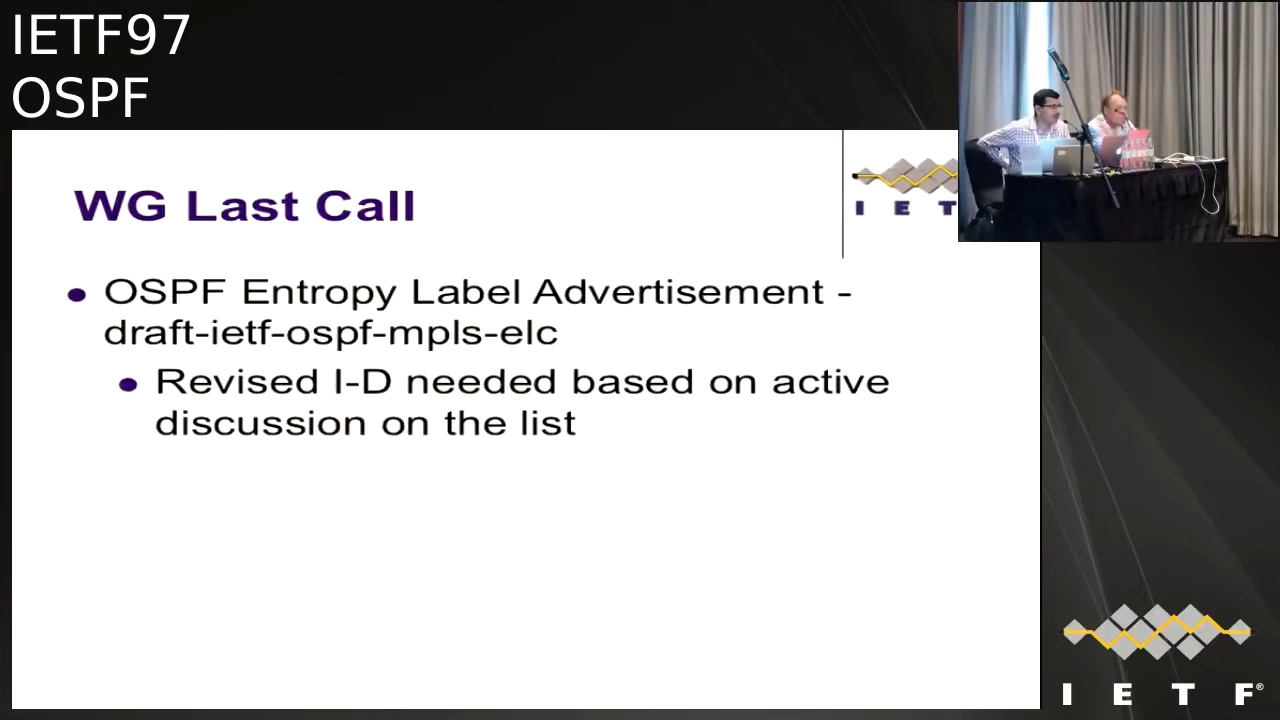 IETF97
OSPF
WG Last Call
I E T
OSPF Entropy Label Advertisement -
draft-ietf-ospf-mpls-elc
Revised I-D needed based on active
discussion on the list
I E T F®